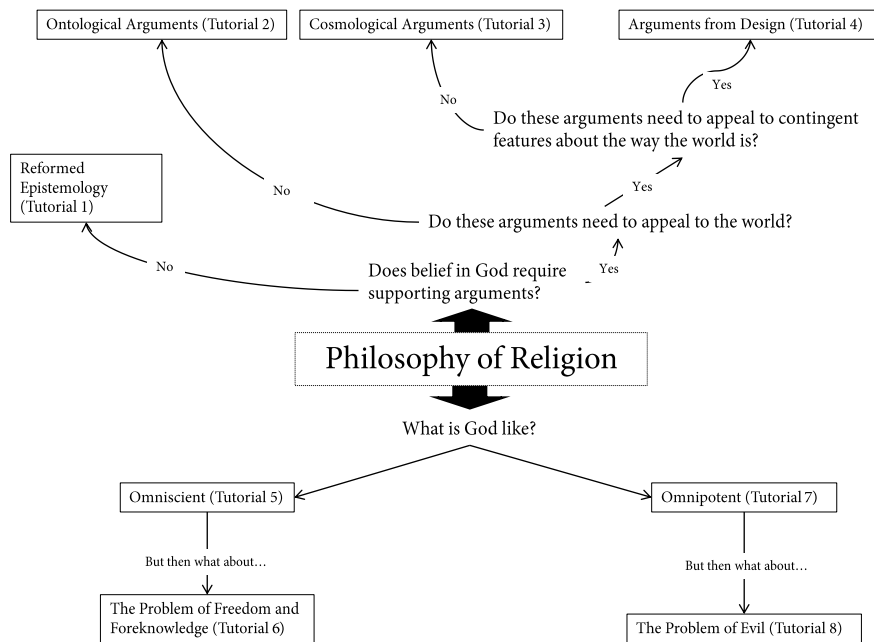 Ontological Arguments (Tutorial 2)
Cosmological Arguments (Tutorial 3)
Arguments from Design (Tutorial 4)
Yes
No
Do these arguments need to appeal to contingent
features about the way the world is?
Reformed
Epistemology
(Tutorial 1)
No
Yes
Do these arguments need to appeal to the world?
No
Does belief in God require
supporting arguments?
Yes
Philosophy of Religion
What is God like?
Omniscient (Tutorial 5)
Omnipotent (Tutorial 7)
But then what about…
But then what about…
The Problem of Freedom and
Foreknowledge (Tutorial 6)
The Problem of Evil (Tutorial 8)